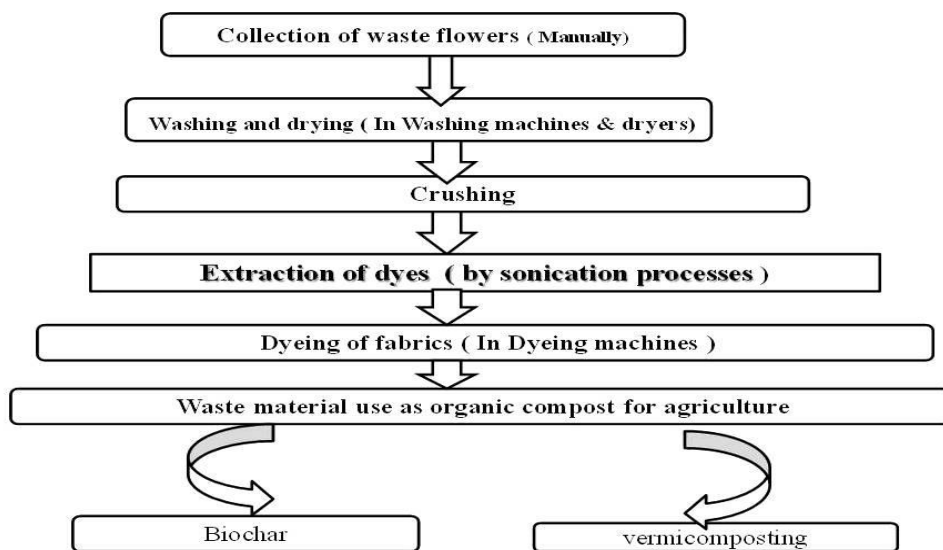 Collection of waste flowers ( Manually)
Washing and drying ( In Washing machines & dryers)
Crushing
Extraction of dyes ( by sonication processes )
Dyeing of fabrics ( In Dyeing machines )
Waste material use as organic compost for agriculture
Biochar
vermicomposting